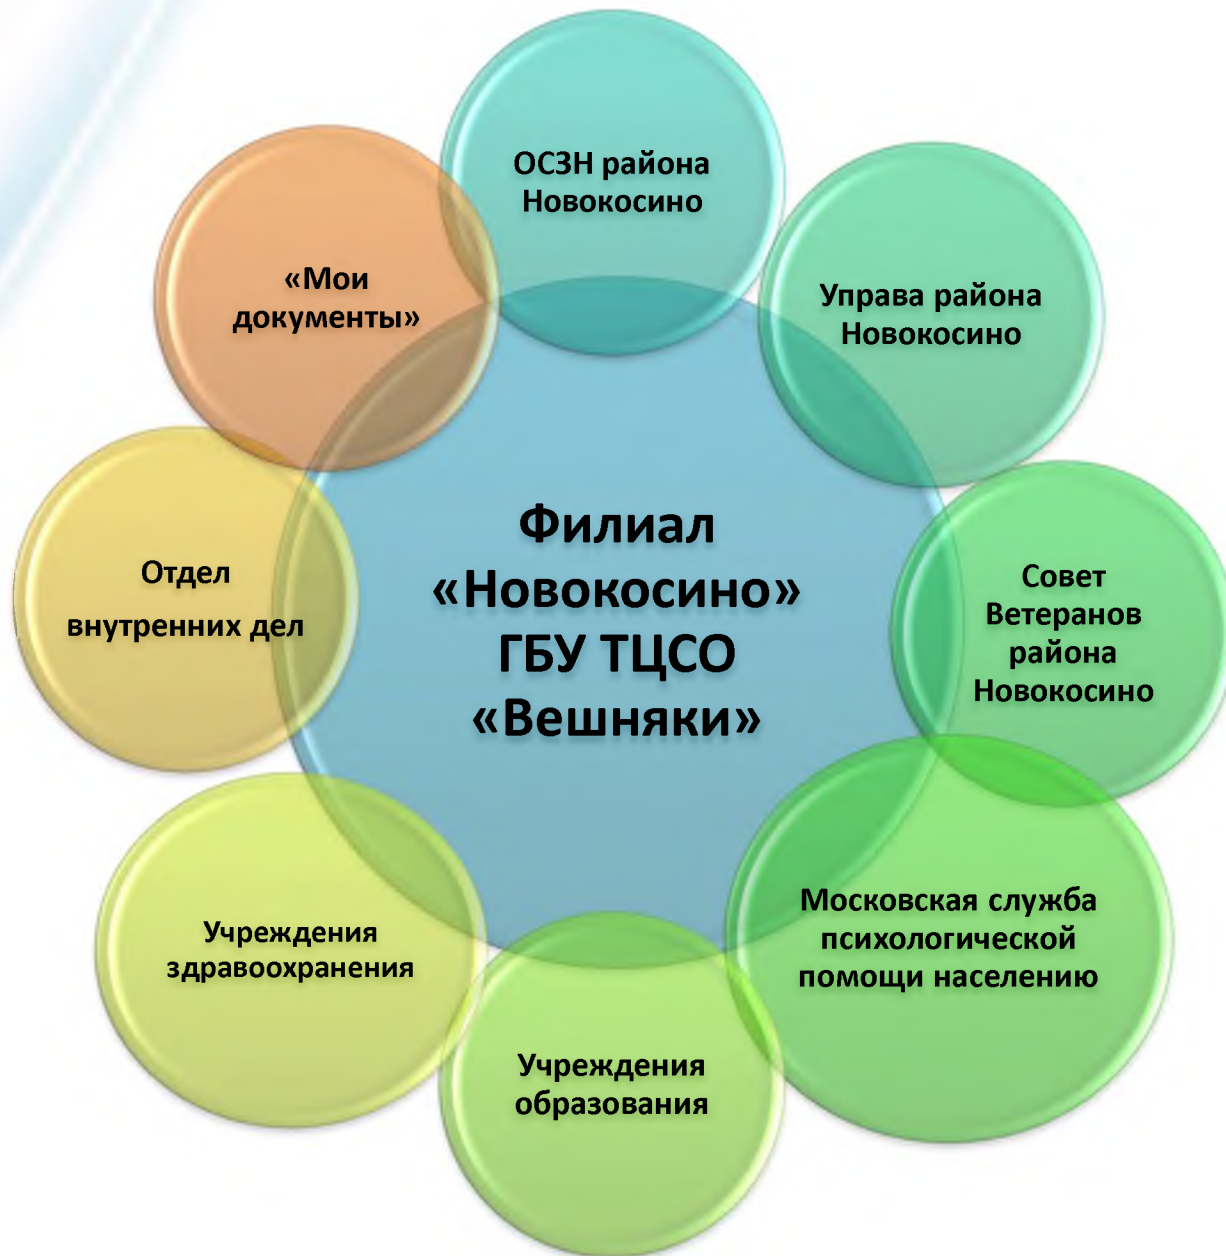 ОСЗН района
Новокосино
Управа района
Новокосино
Совет
Ветеранов
района
Новокосино
Московская служба
психологической
помощи населению
Учреждения
образования
Учреждения
здравоохранения
Отдел
внутренних дел
«Мои
документы»
Филиал
«Новокосино»
ГБУ ТЦСО
«Вешняки»